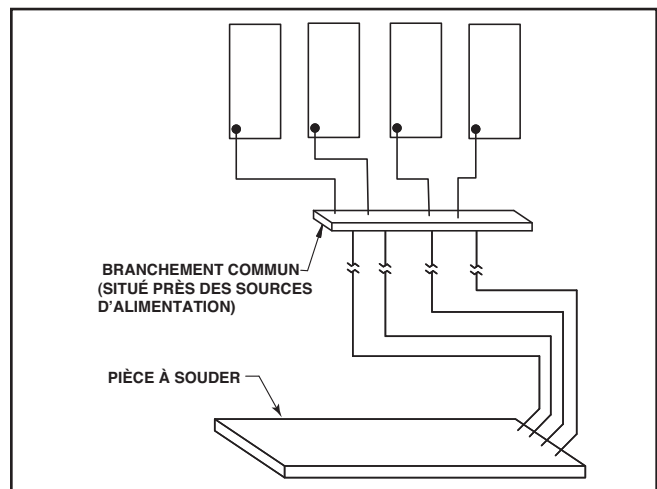 BRANCHEMENT COMMUN
(SITUÉ PRÈS DES SOURCES
D’ALIMENTATION)
PIÈCE À SOUDER